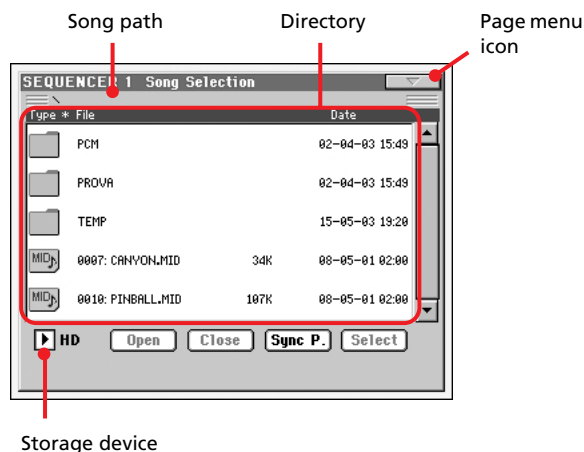 Song path
Directory
Page menu icon
SEQUENCER 1 Song Selection
\
Type * File Date
PCM 02-04-03 15:49
PROVA 02-04-03 15:49
TEMP 15-05-03 19:20
MID 0007: CANYON.MID 34K 08-05-01 02:00
MID 0010: PINBALL.MID 107K 08-05-01 02:00
HD Open Close Sync P. Select
Storage device